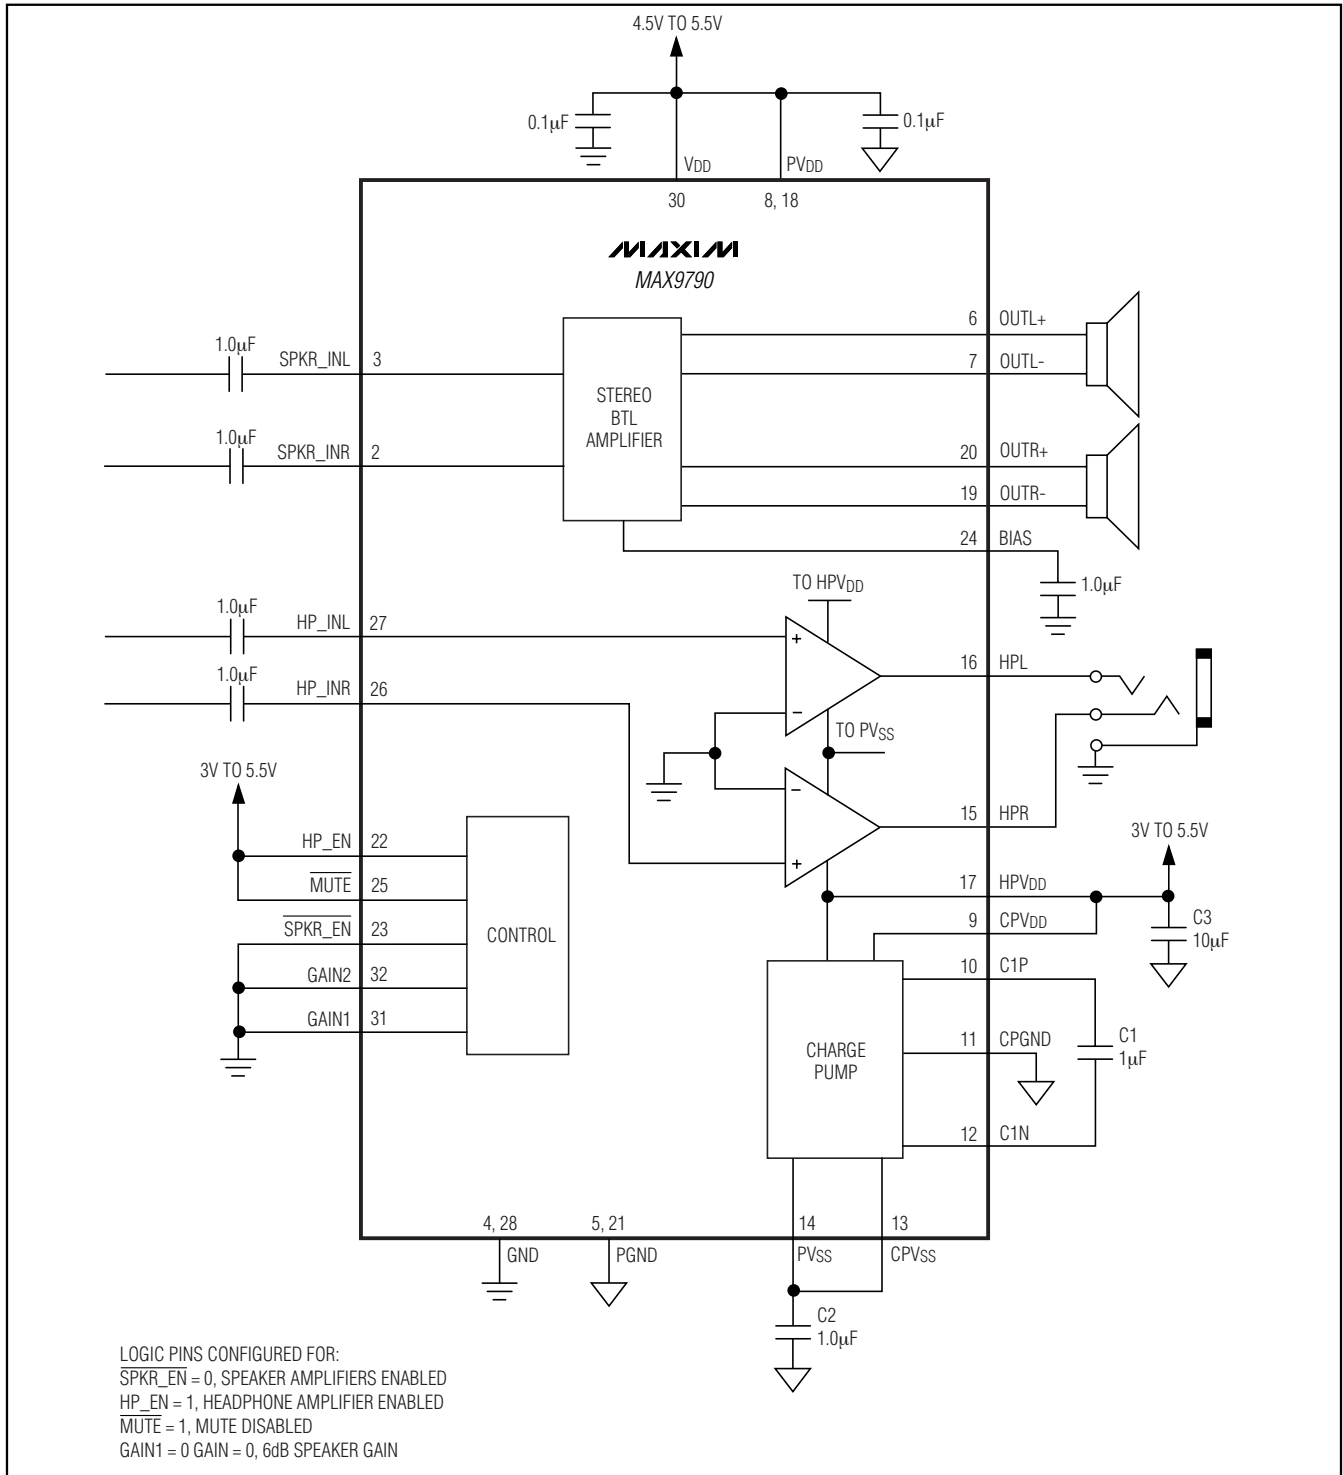 4.5V TO 5.5V
0.1µF
0.1µF
VDD
PVDD
30
8, 18
MAXIM
MAX9790
1.0µF
SPKR_INL
3
STEREO
BTL
AMPLIFIER
6
OUTL+
7
OUTL-
1.0µF
SPKR_INR
2
20
OUTR+
19
OUTR-
24
BIAS
1.0µF
TO HPVDD
1.0µF
HP_INL
27
+
−
16
HPL
1.0µF
HP_INR
26
TO PVSS
3V TO 5.5V
−
+
15
HPR
3V TO 5.5V
HP_EN
22
MUTE
25
SPKR_EN
23
GAIN2
32
GAIN1
31
CONTROL
17
HPVDD
9
CPVDD
C3
10µF
10
C1P
11
CPGND
C1
1µF
CHARGE
PUMP
12
C1N
4, 28
GND
5, 21
PGND
14
PVSS
13
CPVSS
C2
1.0µF
LOGIC PINS CONFIGURED FOR:
SPKR_EN = 0, SPEAKER AMPLIFIERS ENABLED
HP_EN = 1, HEADPHONE AMPLIFIER ENABLED
MUTE = 1, MUTE DISABLED
GAIN1 = 0 GAIN = 0, 6dB SPEAKER GAIN